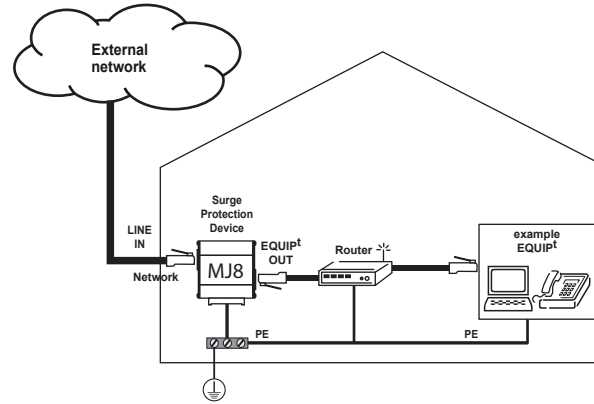 External
network
Surge
Protection
Device
LINE
IN
Network
MJ8
EQUIPᵗ
OUT
Router
example
EQUIPᵗ
PE
PE